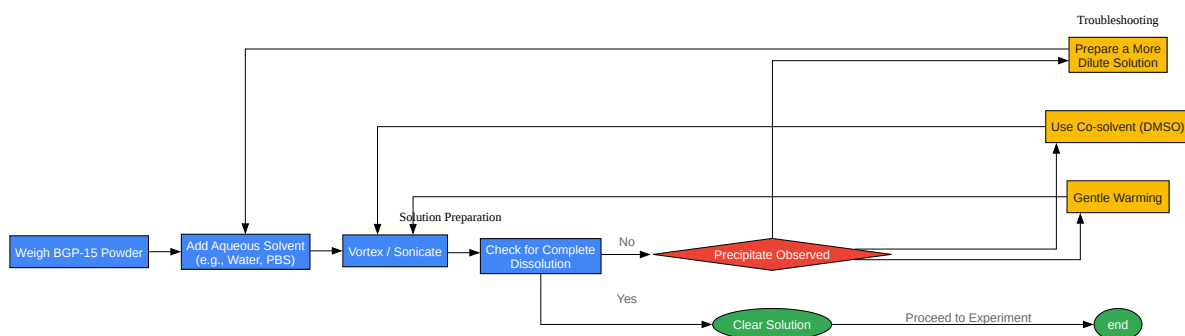 Troubleshooting
Prepare a More
Dilute Solution
Use Co-solvent (DMSO)
Gentle Warming
Solution Preparation
Weigh BGP-15 Powder
Add Aqueous Solvent
(e.g., Water, PBS)
Vortex / Sonicate
Check for Complete
Dissolution
No
Precipitate Observed
Yes
Clear Solution
Proceed to Experiment
end